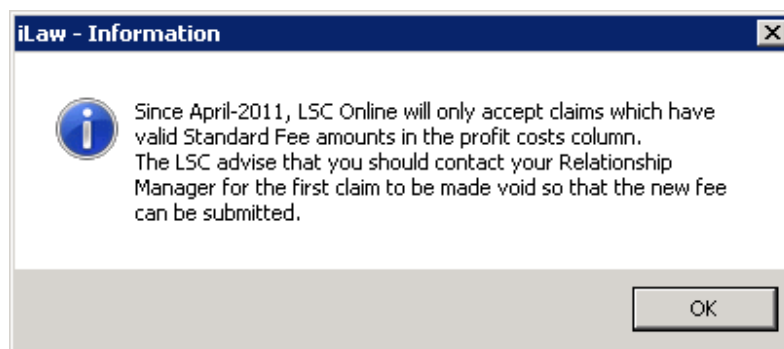 iLaw - Information
Since April-2011, LSC Online will only accept claims which have
valid Standard Fee amounts in the profit costs column.
The LSC advise that you should contact your Relationship
Manager for the first claim to be made void so that the new fee
can be submitted.
OK